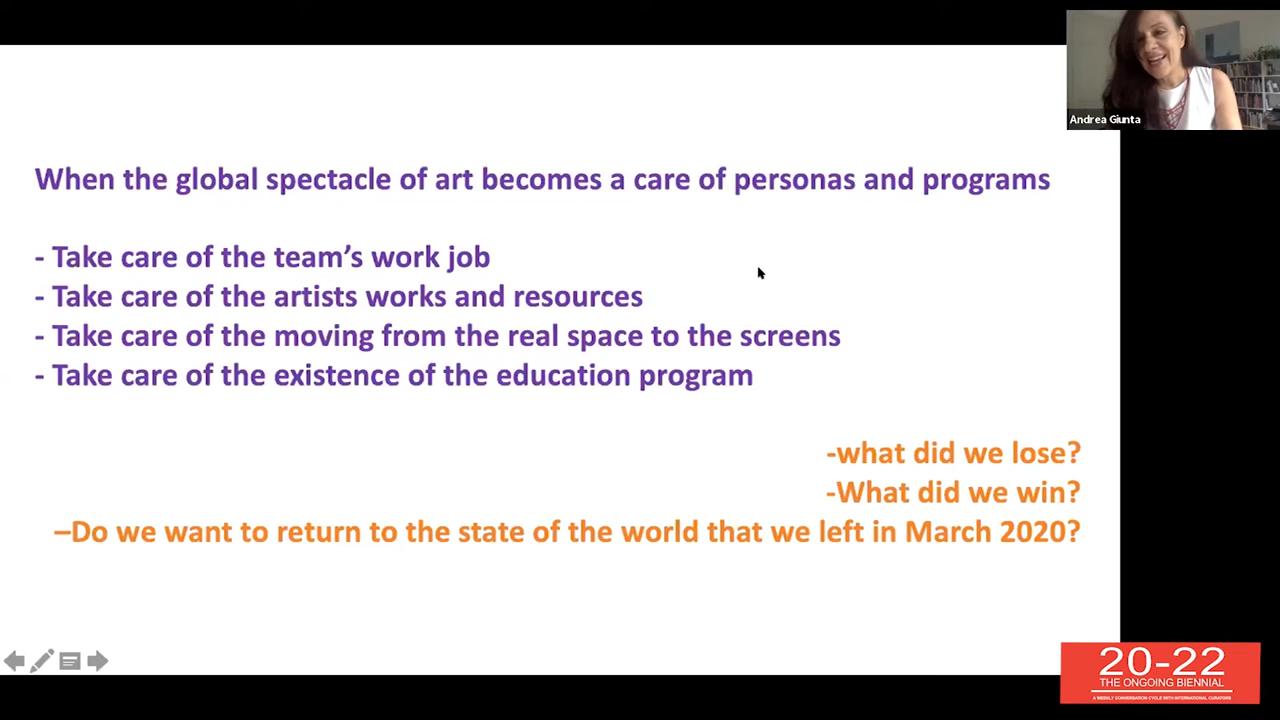 Andrea Giunta
When the global spectacle of art becomes a care of personas and programs
- Take care of the team’s work job
- Take care of the artists works and resources
- Take care of the moving from the real space to the screens
- Take care of the existence of the education program
-what did we lose?
-What did we win?
–Do we want to return to the state of the world that we left in March 2020?
20-22
THE ONGOING BIENNIAL
A WEEKLY CONVERSATION CYCLE WITH INTERNATIONAL CURATORS